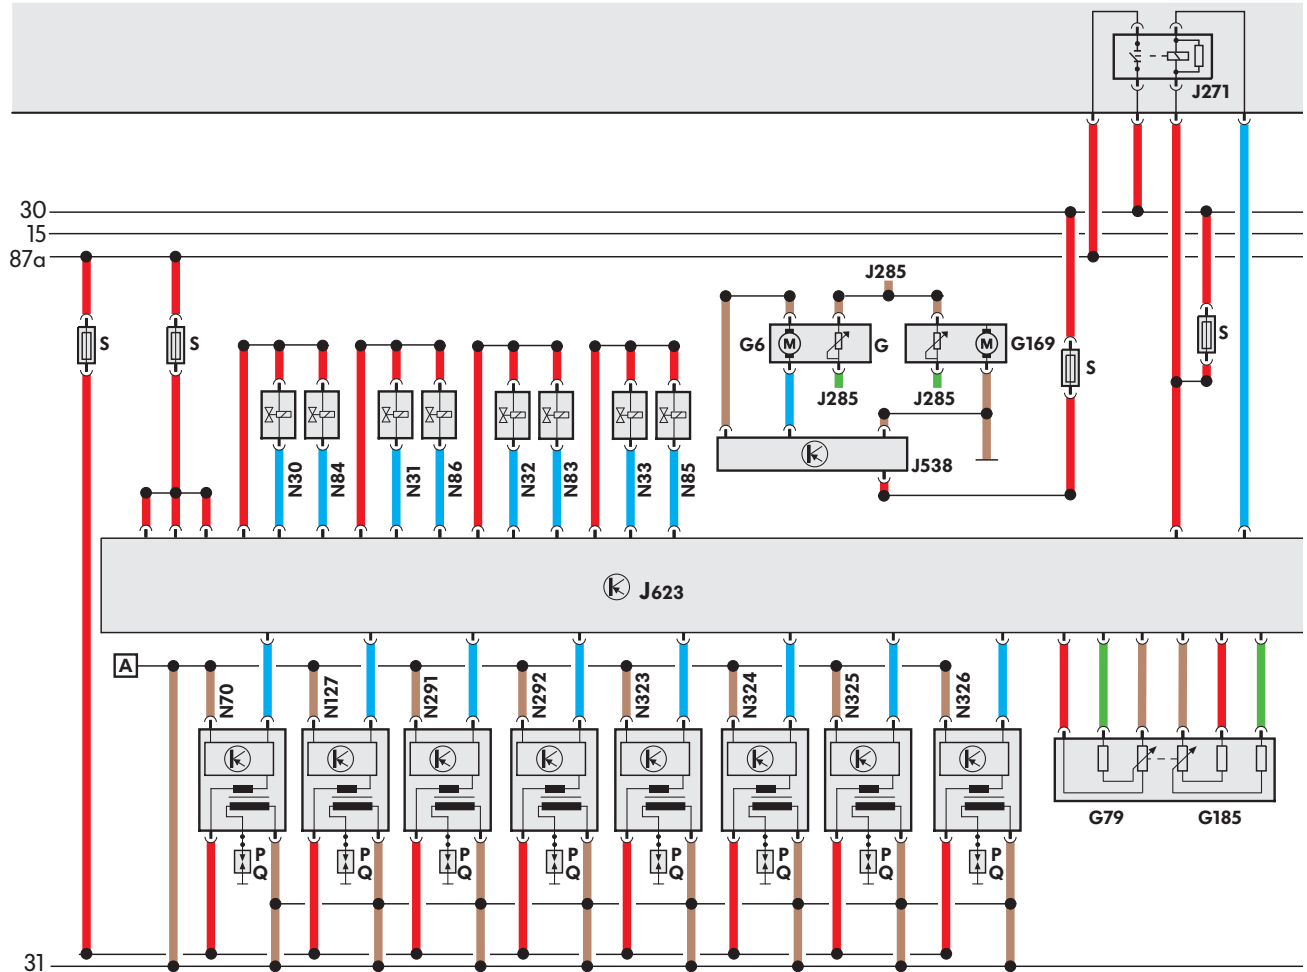 J271
30
15
87a
J285
S S G6 M G M G169 S S
J285 J285
J538
N30 N84 N31 N86 N32 N83 N33 N85
J623
A
N70 N127 N291 N292 N323 N324 N325 N326
G79 G185
P P P P P P P P
Q Q Q Q Q Q Q Q
31